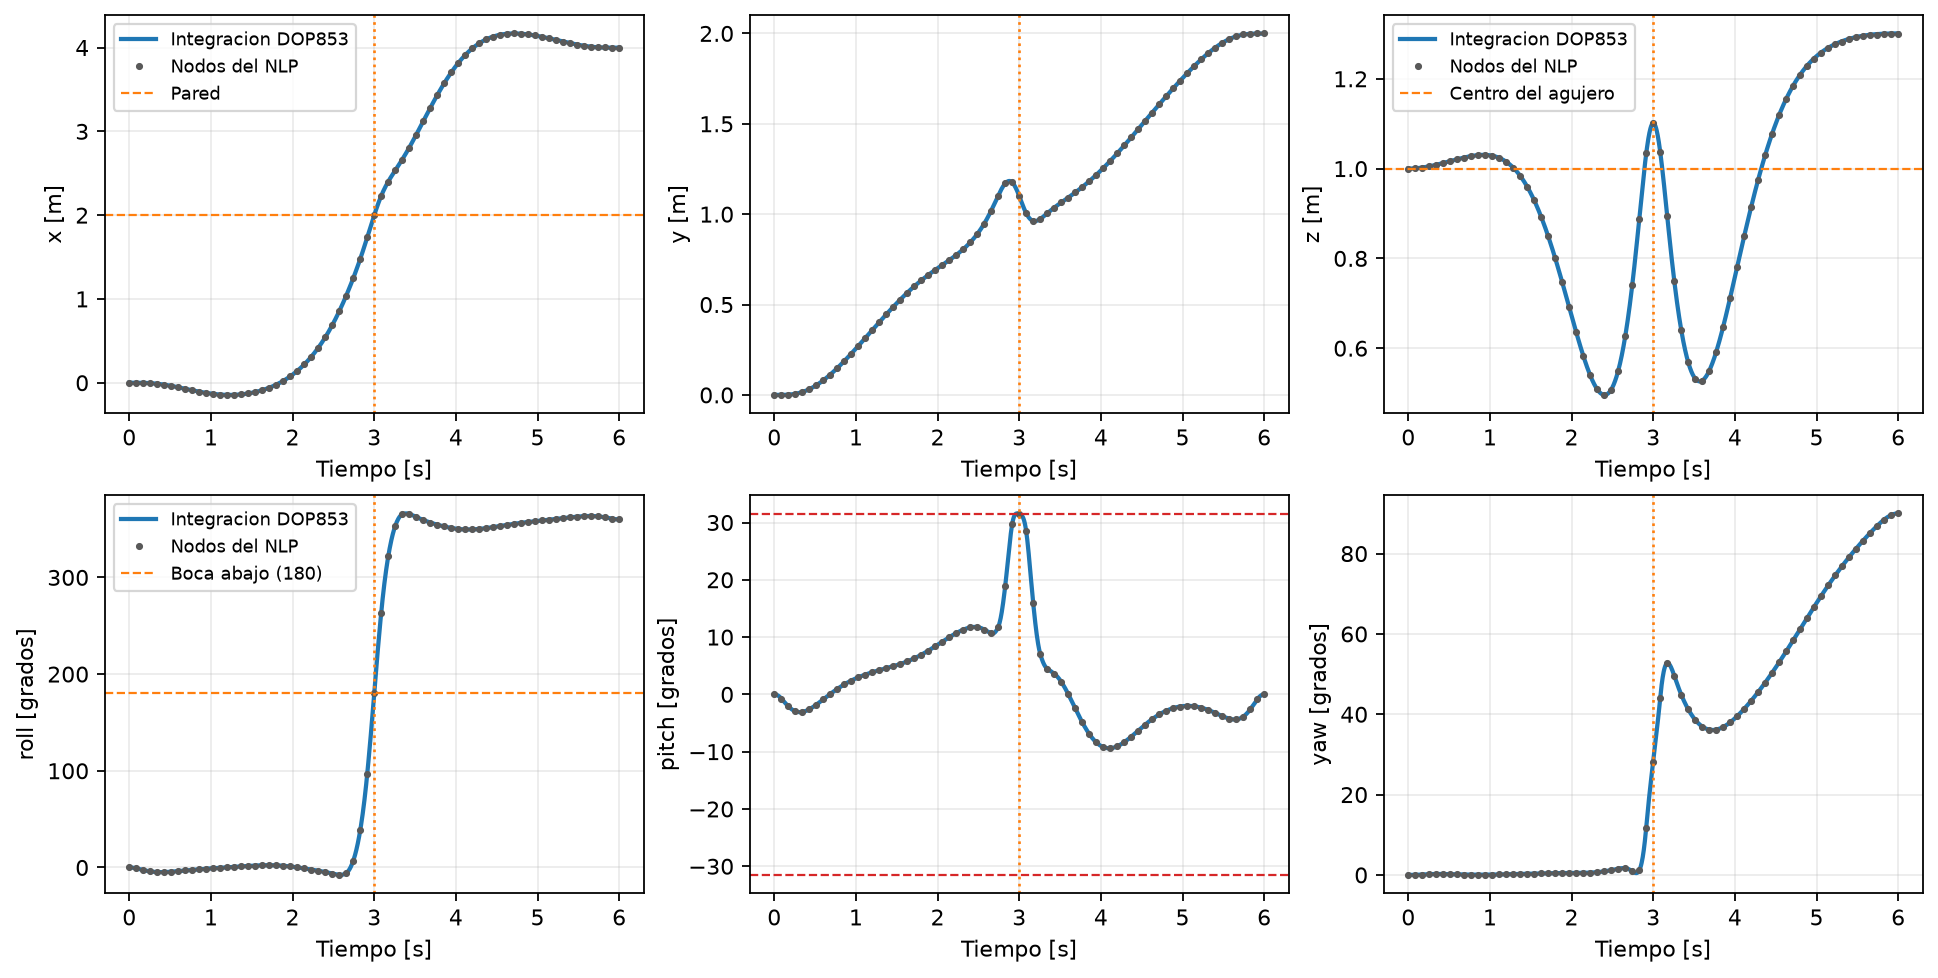 x [m]
4
3
2
1
0
Integracion DOP853
Nodos del NLP
Pared
0 1 2 3 4 5 6
Tiempo [s]
y [m]
2.0
1.5
1.0
0.5
0.0
0 1 2 3 4 5 6
Tiempo [s]
z [m]
1.2
1.0
0.8
0.6
Integracion DOP853
Nodos del NLP
Centro del agujero
0 1 2 3 4 5 6
Tiempo [s]
roll [grados]
300
200
100
0
Integracion DOP853
Nodos del NLP
Boca abajo (180)
0 1 2 3 4 5 6
Tiempo [s]
pitch [grados]
30
20
10
0
−10
−20
−30
0 1 2 3 4 5 6
Tiempo [s]
yaw [grados]
80
60
40
20
0
0 1 2 3 4 5 6
Tiempo [s]